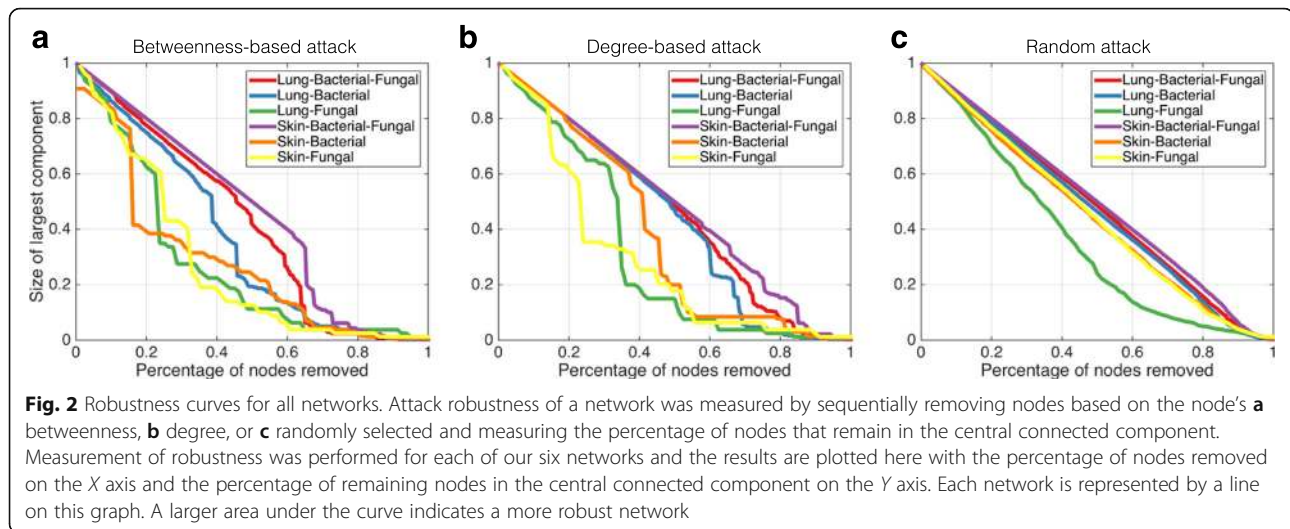 a
Betweenness-based attack
Size of largest component
1
0.8
0.6
0.4
0.2
0
Lung-Bacterial-Fungal
Lung-Bacterial
Lung-Fungal
Skin-Bacterial-Fungal
Skin-Bacterial
Skin-Fungal
0 0.2 0.4 0.6 0.8 1
Percentage of nodes removed
b
Degree-based attack
1
0.8
0.6
0.4
0.2
0
Lung-Bacterial-Fungal
Lung-Bacterial
Lung-Fungal
Skin-Bacterial-Fungal
Skin-Bacterial
Skin-Fungal
0 0.2 0.4 0.6 0.8 1
Percentage of nodes removed
c
Random attack
1
0.8
0.6
0.4
0.2
0
Lung-Bacterial-Fungal
Lung-Bacterial
Lung-Fungal
Skin-Bacterial-Fungal
Skin-Bacterial
Skin-Fungal
0 0.2 0.4 0.6 0.8 1
Percentage of nodes removed
Fig. 2 Robustness curves for all networks. Attack robustness of a network was measured by sequentially removing nodes based on the node's a
betweenness, b degree, or c randomly selected and measuring the percentage of nodes that remain in the central connected component.
Measurement of robustness was performed for each of our six networks and the results are plotted here with the percentage of nodes removed
on the X axis and the percentage of remaining nodes in the central connected component on the Y axis. Each network is represented by a line
on this graph. A larger area under the curve indicates a more robust network